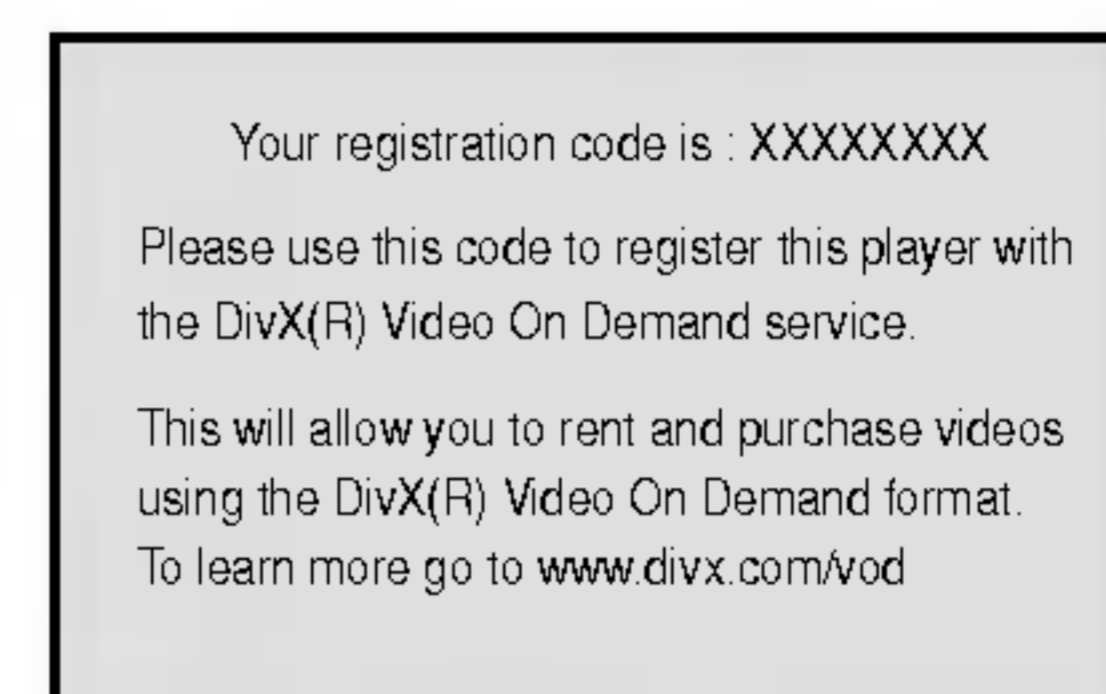 Your registration code is : XXXXXXXX
Please use this code to register this player with
the DivX(R) Video On Demand service.
This will allow you to rent and purchase videos
using the DivX(R) Video On Demand format.
To learn more go to www.divx.com/vod